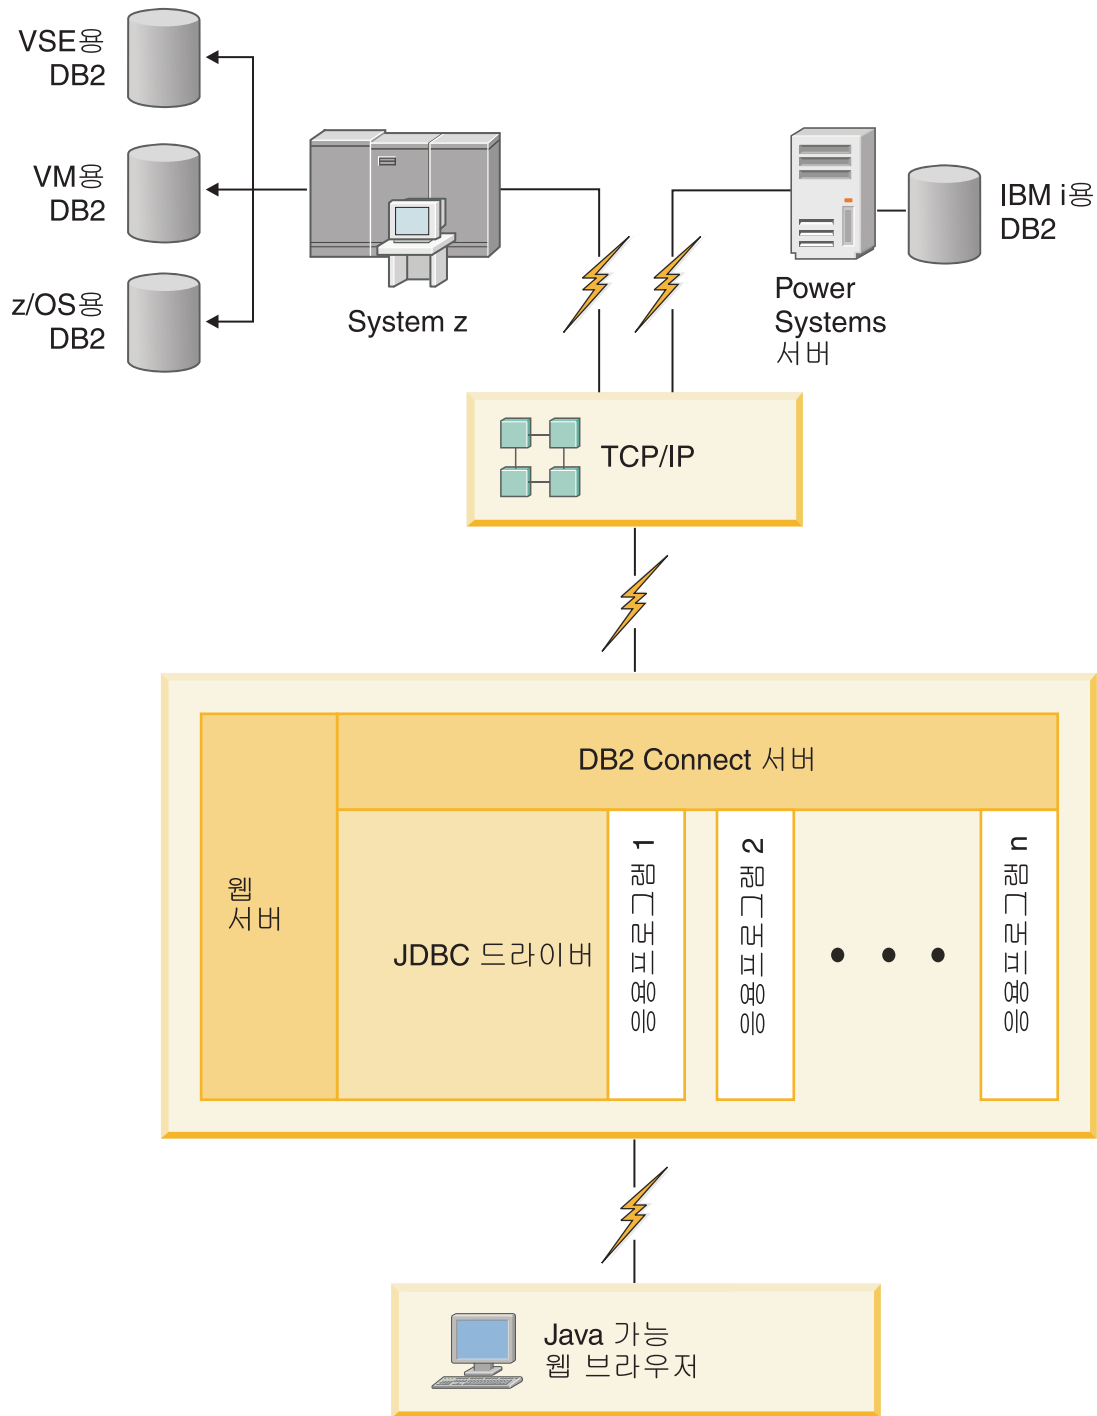 VSE용
DB2
VM용
DB2
z/OS용
DB2
System z
Power
Systems
서버
IBM i용
DB2
TCP/IP
DB2 Connect 서버
웹
서버
JDBC 드라이버
응용프로그램 1
응용프로그램 2
응용프로그램 n
Java 가능
웹 브라우저